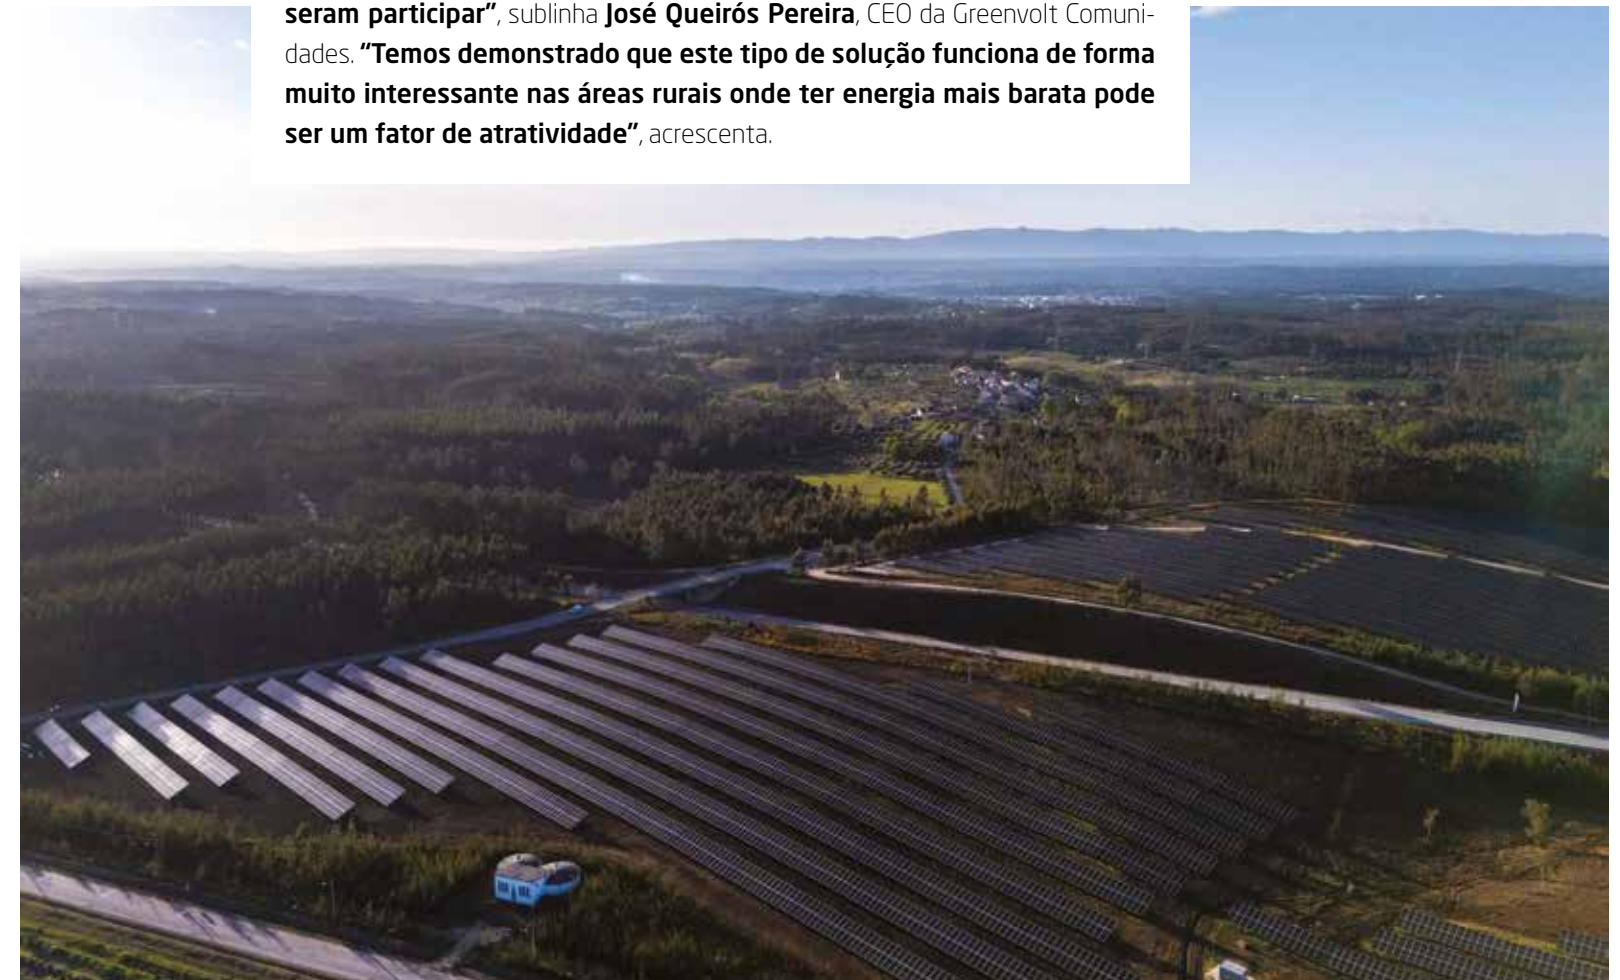 seram participar”, sublinha José Queirós Pereira, CEO da Greenvolt Comuni-
dades. “Temos demonstrado que este tipo de solução funciona de forma
muito interessante nas áreas rurais onde ter energia mais barata pode
ser um fator de atratividade”, acrescenta.